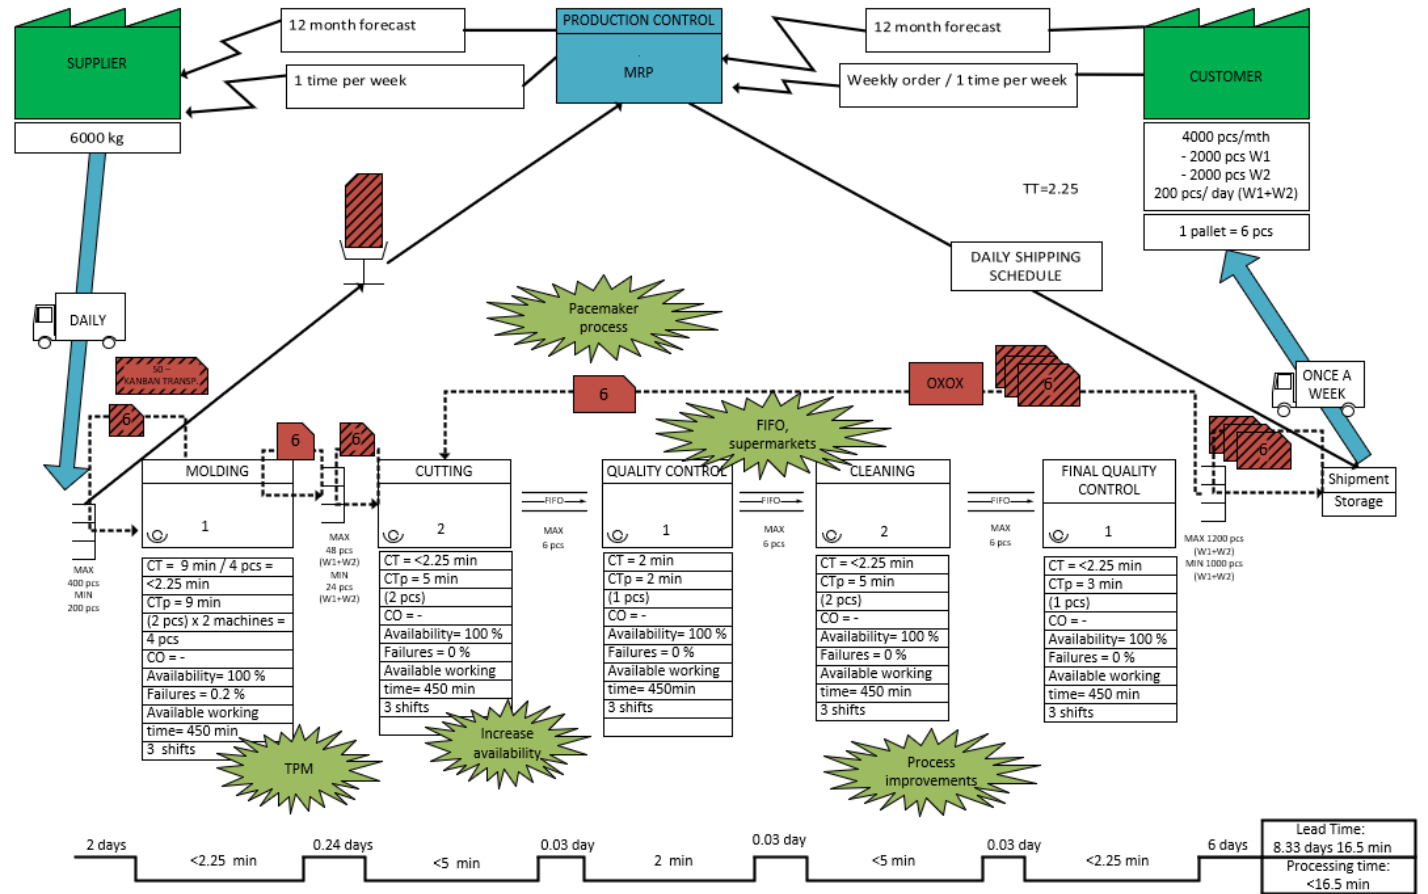 12 month forecast
PRODUCTION CONTROL
12 month forecast
SUPPLIER
1 time per week
MRP
Weekly order / 1 time per week
CUSTOMER
6000 kg
4000 pcs/mth
- 2000 pcs W1
- 2000 pcs W2
200 pcs/ day (W1+W2)
TT=2.25
1 pallet = 6 pcs
DAILY SHIPPING
SCHEDULE
DAILY
Pacemaker
process
50 –
KANBAN TRANSP.
6
6
OXOX
6
ONCE A
WEEK
6
6
FIFO,
supermarkets
6
MOLDING
1
CUTTING
2
QUALITY CONTROL
1
CLEANING
2
FINAL QUALITY
CONTROL
1
Shipment
Storage
FIFO
MAX
6 pcs
FIFO
MAX
6 pcs
FIFO
MAX
6 pcs
MAX
400 pcs
MIN
200 pcs
MAX
48 pcs
(W1+W2)
MIN
24 pcs
(W1+W2)
MAX 1200 pcs
(W1+W2)
MIN 1000 pcs
(W1+W2)
CT = 9 min / 4 pcs =
<2.25 min
CTp = 9 min
(2 pcs) x 2 machines =
4 pcs
CO = -
Availability= 100 %
Failures = 0.2 %
Available working
time= 450 min
3 shifts
CT = <2.25 min
CTp = 5 min
(2 pcs)
CO = -
Availability= 100 %
Failures = 0 %
Available working
time= 450 min
3 shifts
CT = 2 min
CTp = 2 min
(1 pcs)
CO = -
Availability= 100 %
Failures = 0 %
Available working
time= 450min
3 shifts
CT = <2.25 min
CTp = 5 min
(2 pcs)
CO = -
Availability= 100 %
Failures = 0 %
Available working
time= 450 min
3 shifts
CT = <2.25 min
CTp = 3 min
(1 pcs)
CO = -
Availability= 100 %
Failures = 0 %
Available working
time= 450 min
3 shifts
TPM
Increase
availability
Process
improvements
2 days
<2.25 min
0.24 days
<5 min
0.03 day
2 min
0.03 day
<5 min
0.03 day
<2.25 min
6 days
Lead Time:
8.33 days 16.5 min
Processing time:
<16.5 min